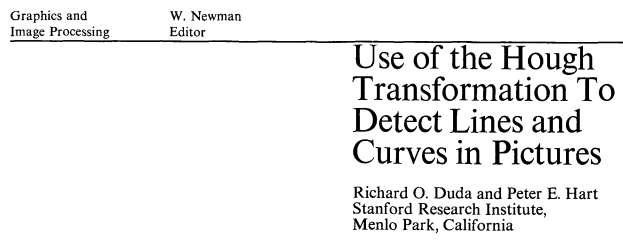 Graphics and
Image Processing
W. Newman
Editor
Use of the Hough
Transformation To
Detect Lines and
Curves in Pictures
Richard O. Duda and Peter E. Hart
Stanford Research Institute,
Menlo Park, California